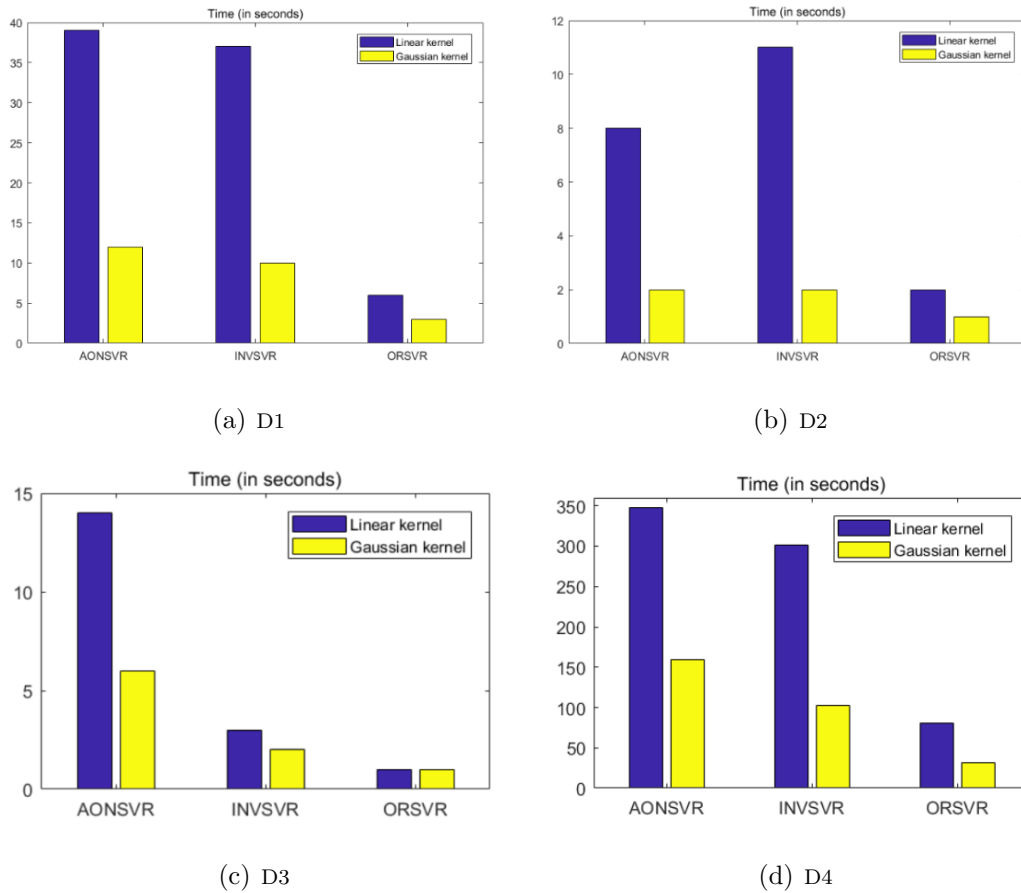 Time (in seconds)
40
35
30
25
20
15
10
5
0
Linear kernel
Gaussian kernel
AONSVR INVSVR ORSVR
(a) D1
Time (in seconds)
12
10
8
6
4
2
0
Linear kernel
Gaussian kernel
AONSVR INVSVR ORSVR
(b) D2
Time (in seconds)
15
10
5
0
Linear kernel
Gaussian kernel
AONSVR INVSVR ORSVR
(c) D3
Time (in seconds)
350
300
250
200
150
100
50
0
Linear kernel
Gaussian kernel
AONSVR INVSVR ORSVR
(d) D4